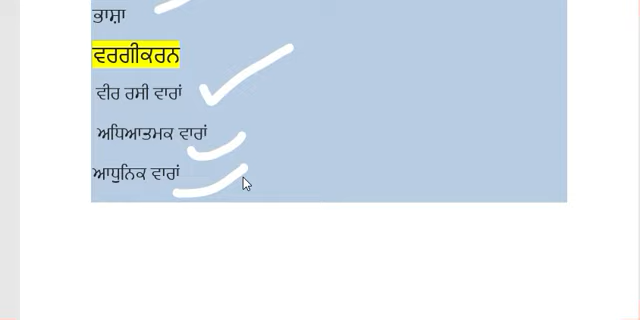 ਭਾਸ਼ਾ
ਵਰਗੀਕਰਨ
ਵੀਰ ਰਸੀ ਵਾਰਾਂ
ਅਧਿਆਤਮਕ ਵਾਰਾਂ
ਆਧੁਨਿਕ ਵਾਰਾਂ